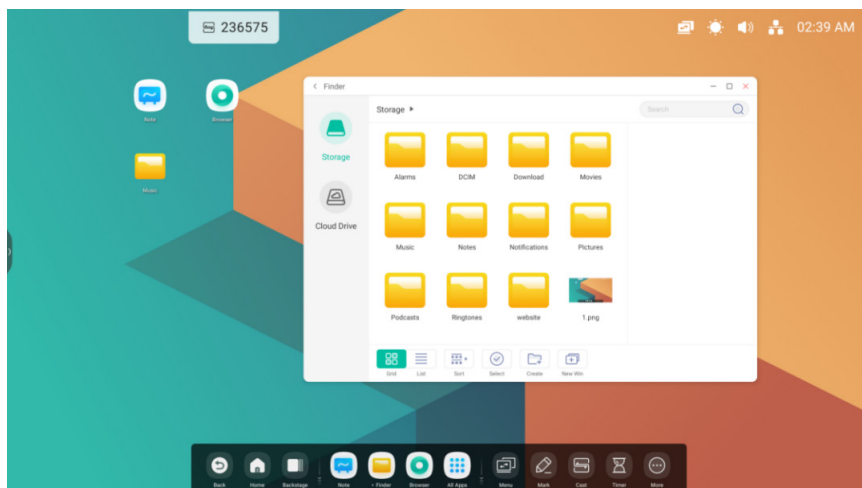 236575
02:39 AM
Note
Browser
Music
< Finder
Storage
Search
Storage
Cloud Drive
Alarms
DCIM
Download
Movies
Music
Notes
Notifications
Pictures
Podcasts
Ringtones
website
1.png
Grid
List
Sort
Select
Create
New Win
Back
Home
Backstage
Note
• Finder
Browser
All Apps
Menu
Mark
Cast
Timer
More